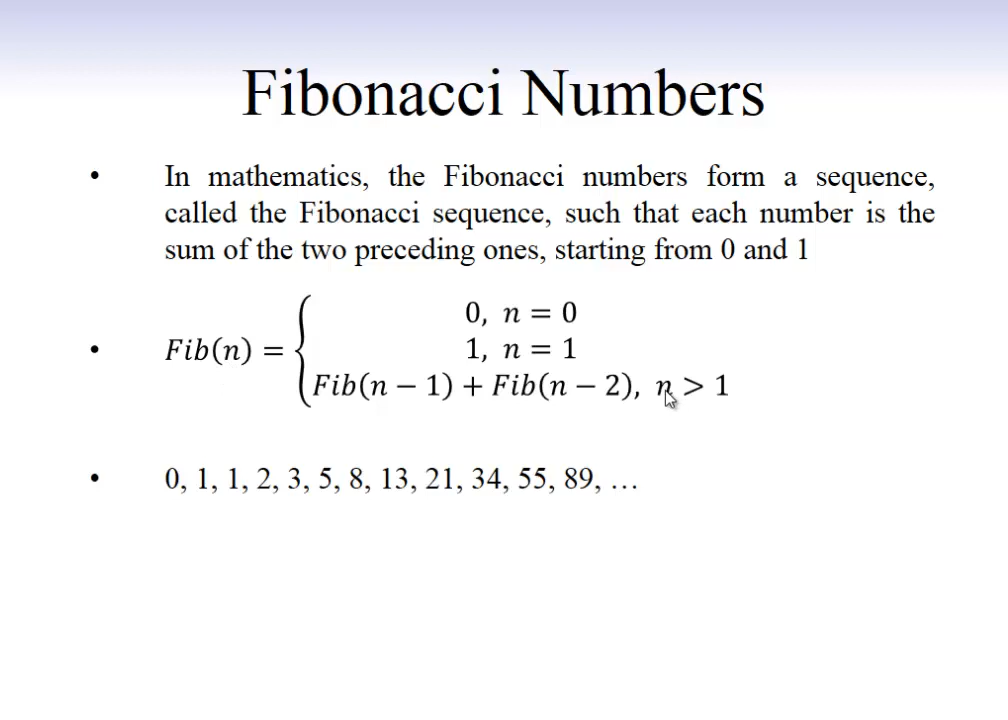 Fibonacci Numbers
• In mathematics, the Fibonacci numbers form a sequence,
called the Fibonacci sequence, such that each number is the
sum of the two preceding ones, starting from 0 and 1
0, n = 0
• Fib(n) = { 1, n = 1
Fib(n − 1) + Fib(n − 2), n > 1
• 0, 1, 1, 2, 3, 5, 8, 13, 21, 34, 55, 89, …